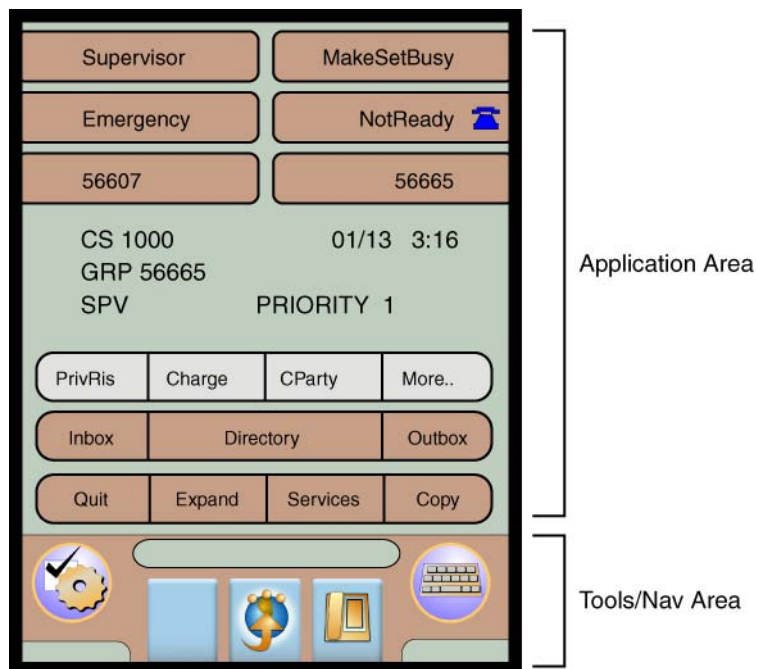 Supervisor MakeSetBusy
Emergency NotReady
56607 56665
CS 1000 01/13 3:16
GRP 56665
SPV PRIORITY 1
Application Area
PrivRis Charge CParty More..
Inbox Directory Outbox
Quit Expand Services Copy
Tools/Nav Area